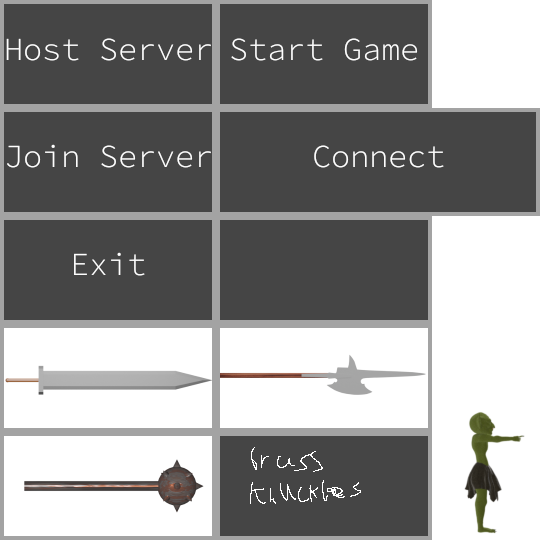 Host Server
Start Game
Join Server
Connect
Exit
brass
knuckles